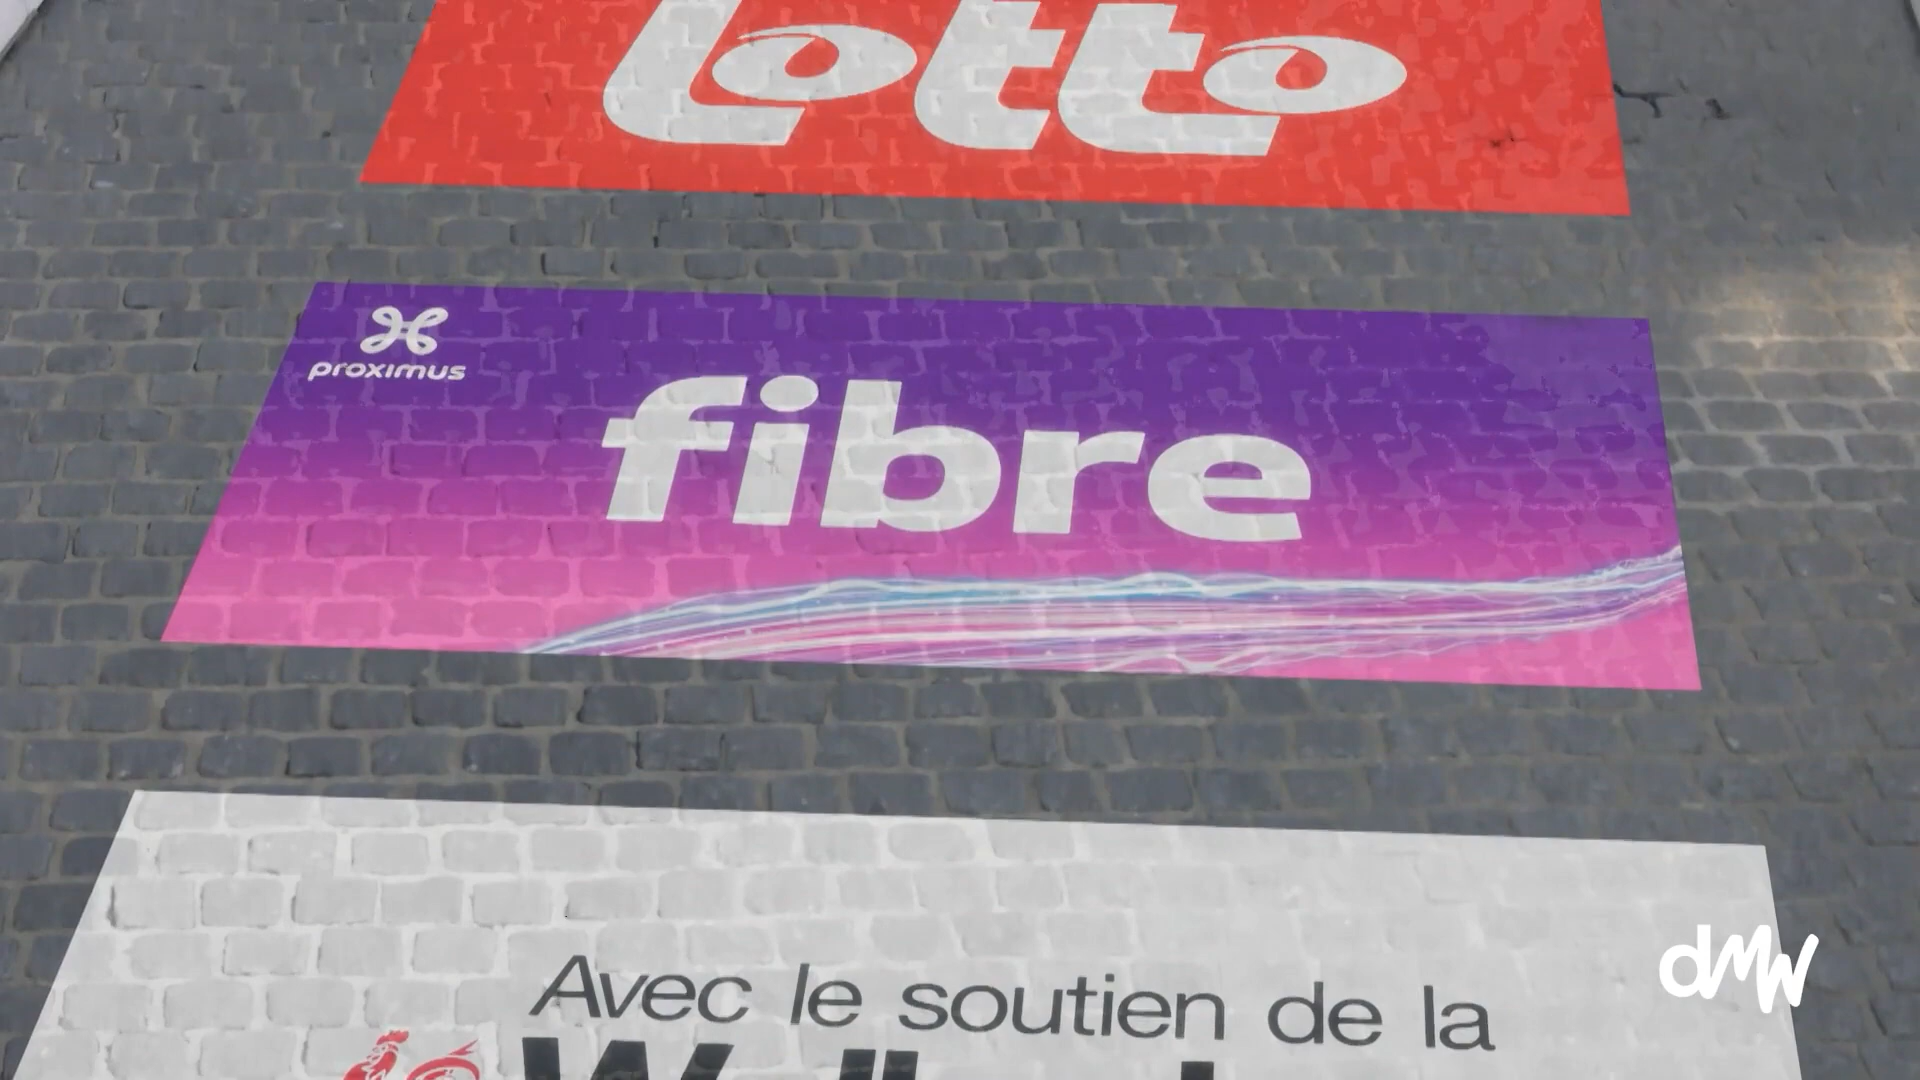 Lotto
proximus
fibre
Avec le soutien de la
dMW